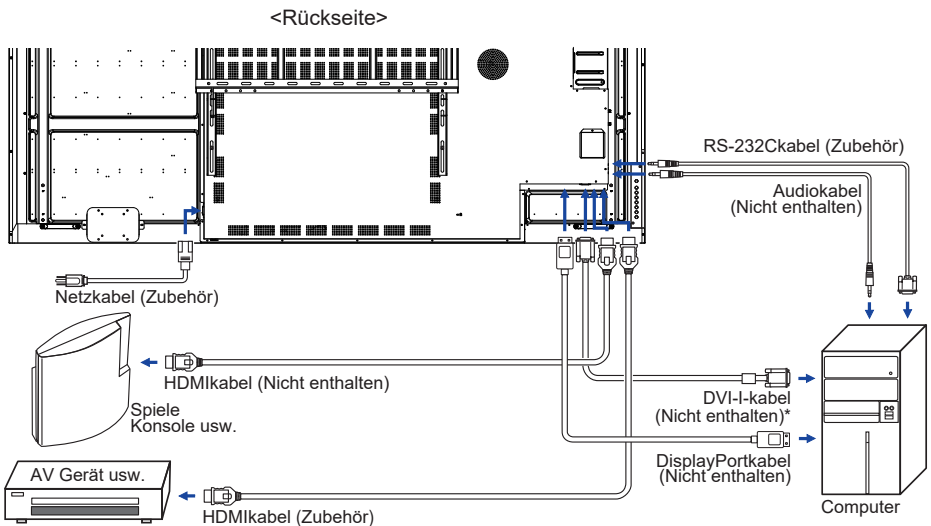 <Rückseite>
RS-232Ckabel (Zubehör)
Audiokabel
(Nicht enthalten)
Netzkabel (Zubehör)
HDMIkabel (Nicht enthalten)
Spiele
Konsole usw.
DVI-I-kabel
(Nicht enthalten)*
DisplayPortkabel
(Nicht enthalten)
AV Gerät usw.
HDMIkabel (Zubehör)
Computer